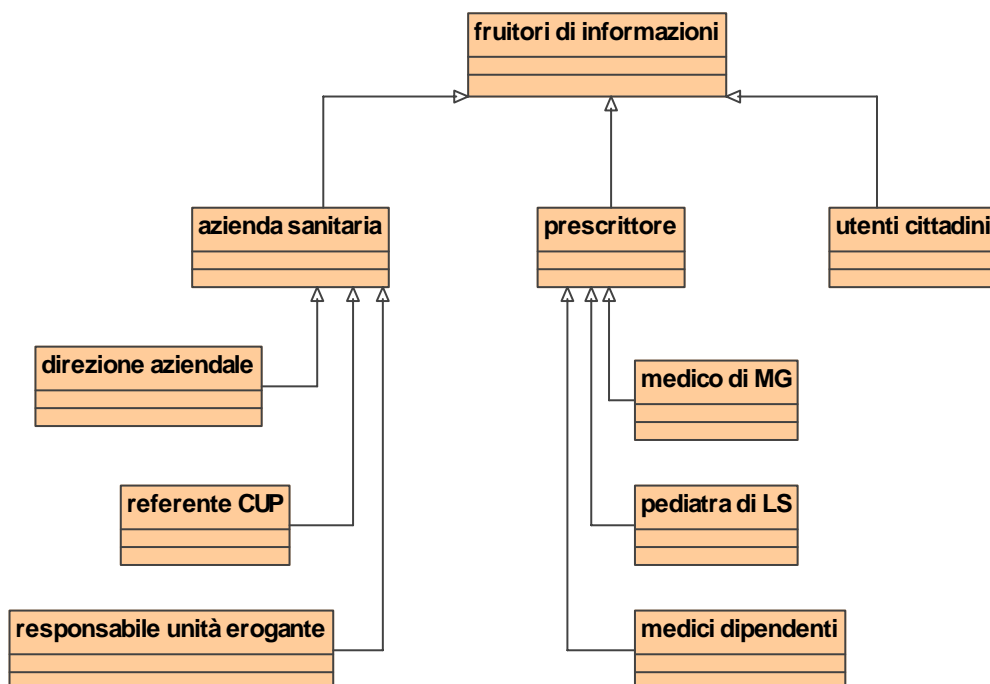 fruitori di informazioni
azienda sanitaria
prescrittore
utenti cittadini
direzione aziendale
medico di MG
referente CUP
pediatra di LS
responsabile unità erogante
medici dipendenti